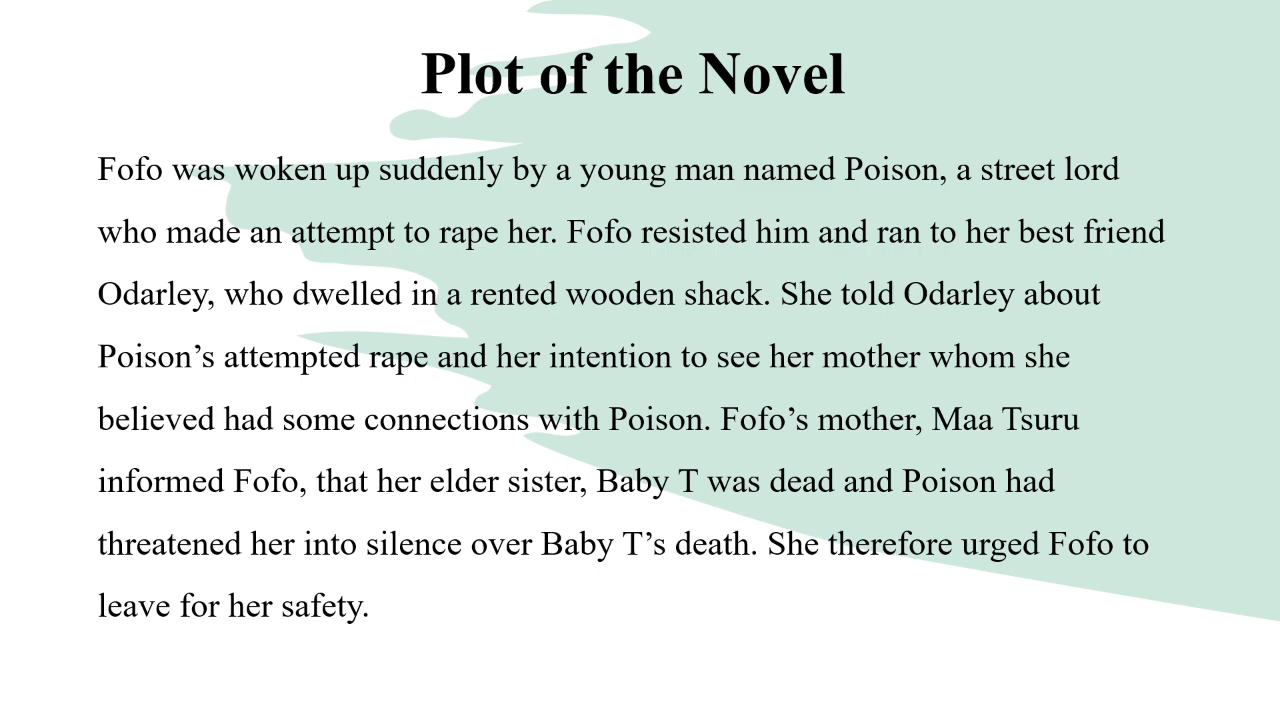 Plot of the Novel
Fofo was woken up suddenly by a young man named Poison, a street lord
who made an attempt to rape her. Fofo resisted him and ran to her best friend
Odarley, who dwelled in a rented wooden shack. She told Odarley about
Poison’s attempted rape and her intention to see her mother whom she
believed had some connections with Poison. Fofo’s mother, Maa Tsuru
informed Fofo, that her elder sister, Baby T was dead and Poison had
threatened her into silence over Baby T’s death. She therefore urged Fofo to
leave for her safety.